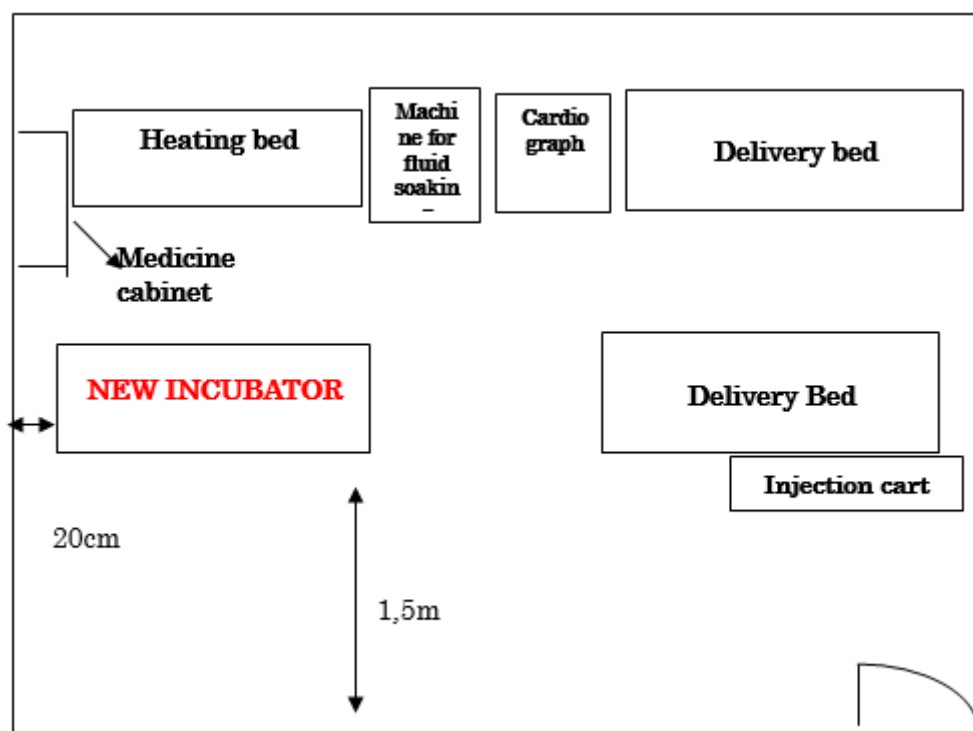 Heating bed
Machi
ne for
fluid
soakin
Cardio
graph
Delivery bed
Medicine
cabinet
NEW INCUBATOR
Delivery Bed
Injection cart
20cm
1,5m